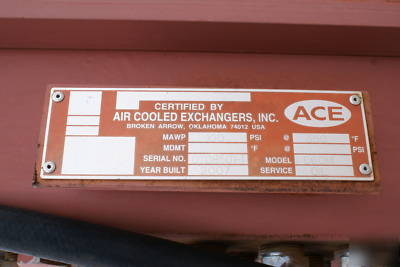 CERTIFIED BY
AIR COOLED EXCHANGERS, INC.
BROKEN ARROW, OKLAHOMA 74012 USA
ACE
MAWP PSI @ °F
MDMT °F @ PSI
SERIAL NO. MODEL
YEAR BUILT 2007 SERVICE